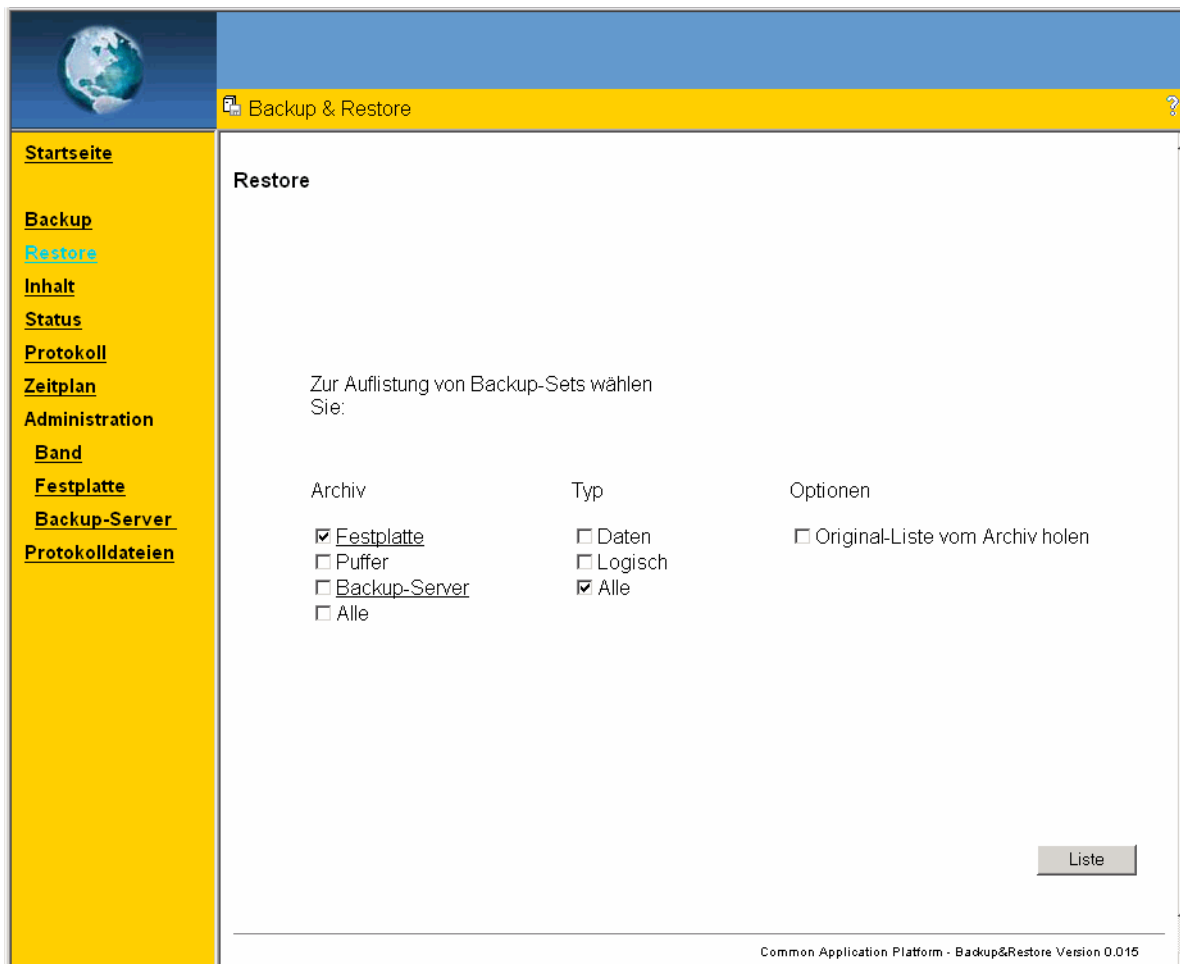 Backup & Restore
?
Startseite
Backup
Restore
Inhalt
Status
Protokoll
Zeitplan
Administration
Band
Festplatte
Backup-Server
Protokolldateien
Restore
Zur Auflistung von Backup-Sets wählen
Sie:
Archiv
Festplatte
Puffer
Backup-Server
Alle
Typ
Daten
Logisch
Alle
Optionen
Original-Liste vom Archiv holen
Liste
Common Application Platform - Backup&Restore Version 0.015